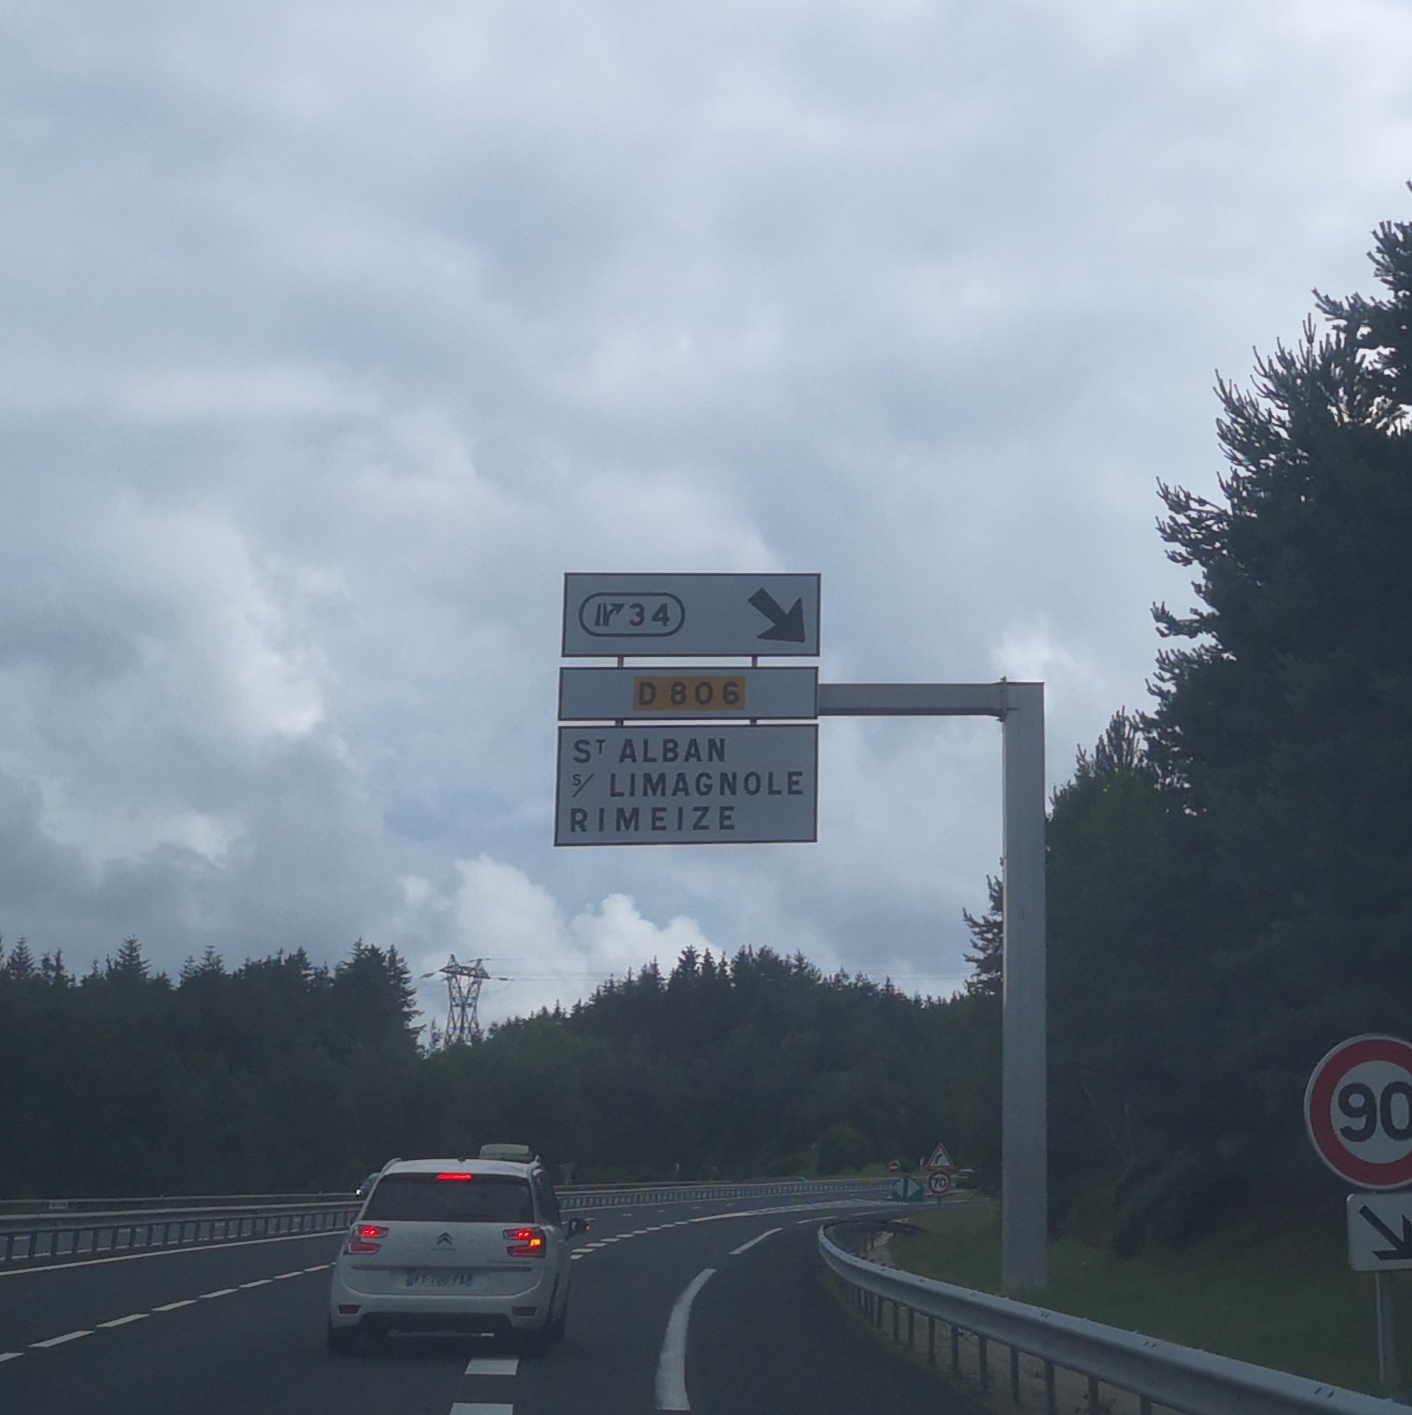 34
D 806
ST ALBAN
S/ LIMAGNOLE
RIMEIZE
90
70